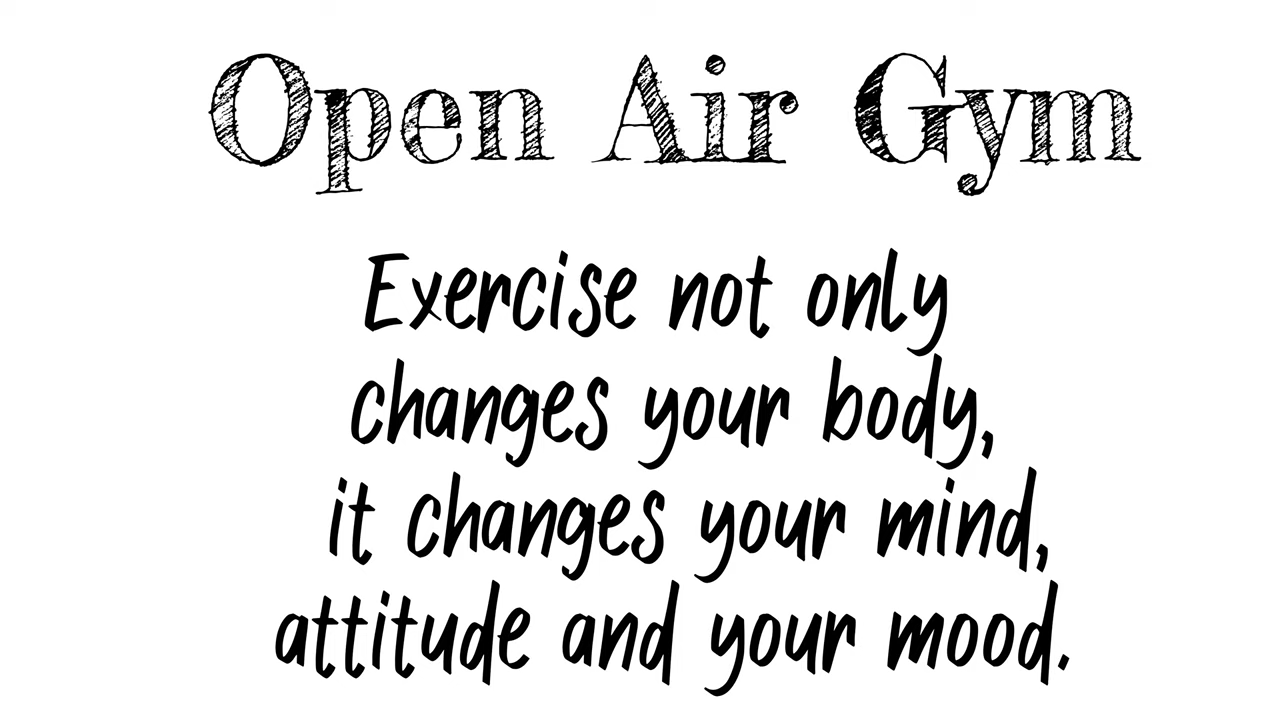 Open Air Gym
Exercise not only
changes your body,
it changes your mind,
attitude and your mood.